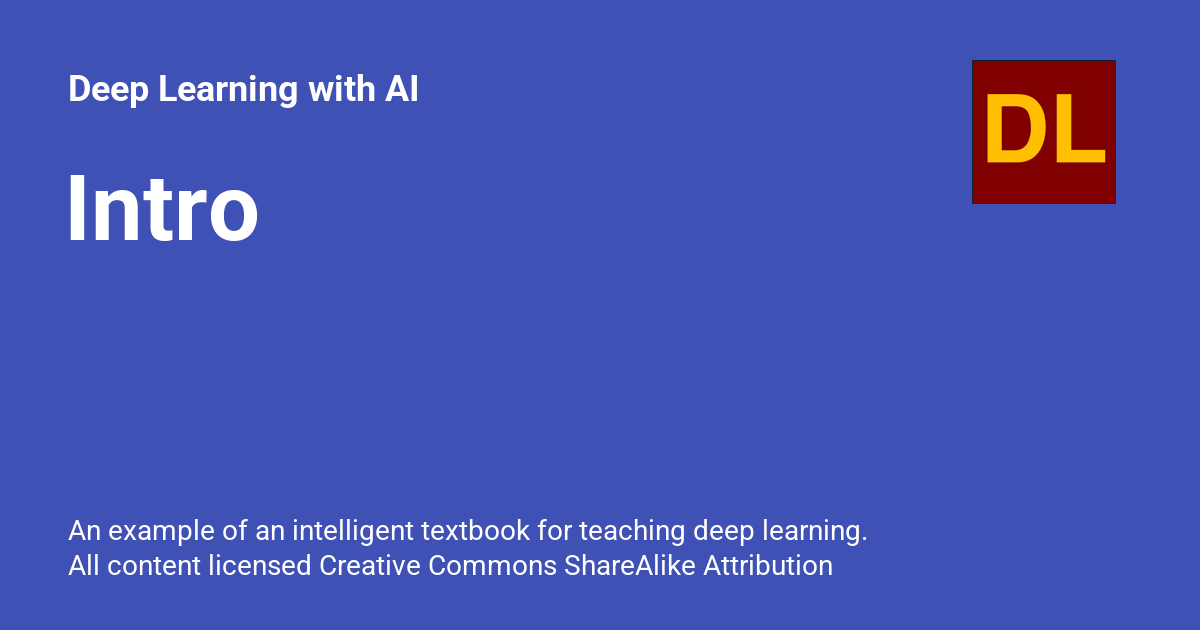 Deep Learning with AI
DL
Intro
An example of an intelligent textbook for teaching deep learning.
All content licensed Creative Commons ShareAlike Attribution